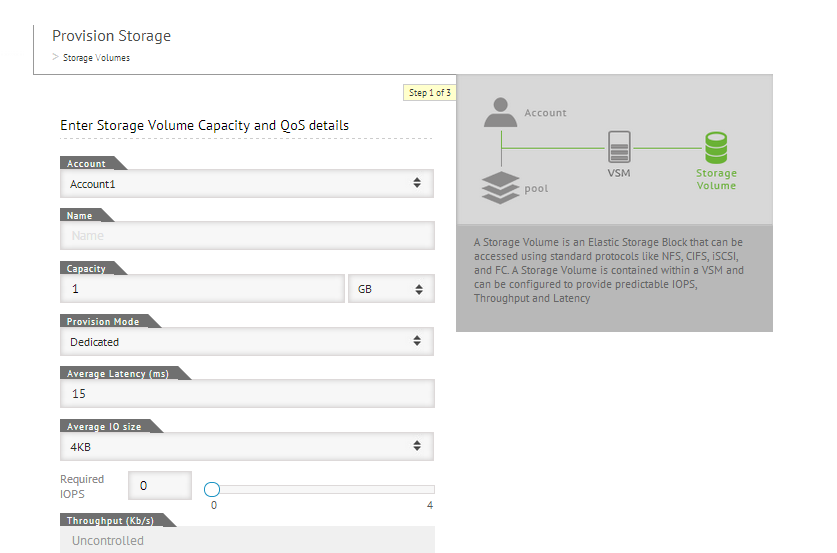 Provision Storage
> Storage Volumes
Step 1 of 3
Enter Storage Volume Capacity and QoS details
Account
Account1
Name
Name
Capacity
1
GB
Provision Mode
Dedicated
Average Latency (ms)
15
Average IO size
4KB
Required
IOPS
0
0
4
Throughput (Kb/s)
Uncontrolled
Account
pool
VSM
Storage
Volume
A Storage Volume is an Elastic Storage Block that can be
accessed using standard protocols like NFS, CIFS, iSCSI,
and FC. A Storage Volume is contained within a VSM and
can be configured to provide predictable IOPS,
Throughput and Latency